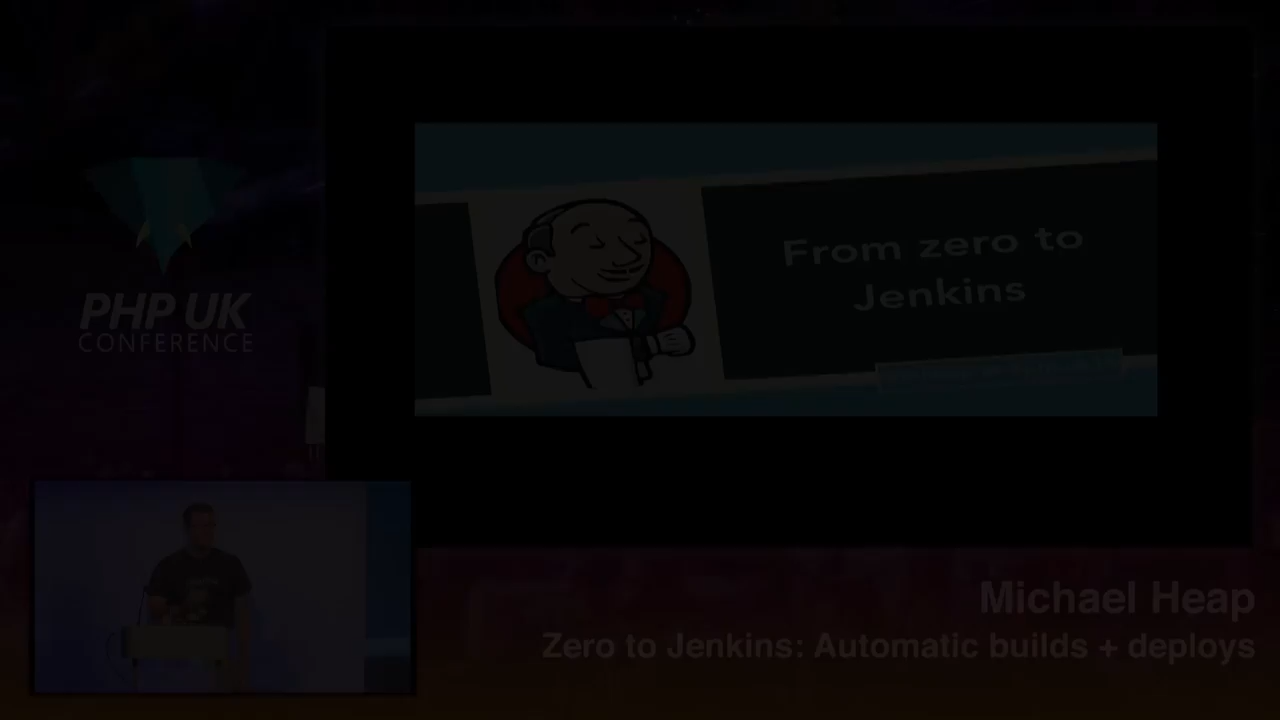 From zero to
Jenkins
PHP UK
CONFERENCE
Michael Heap
Zero to Jenkins: Automatic builds + deploys